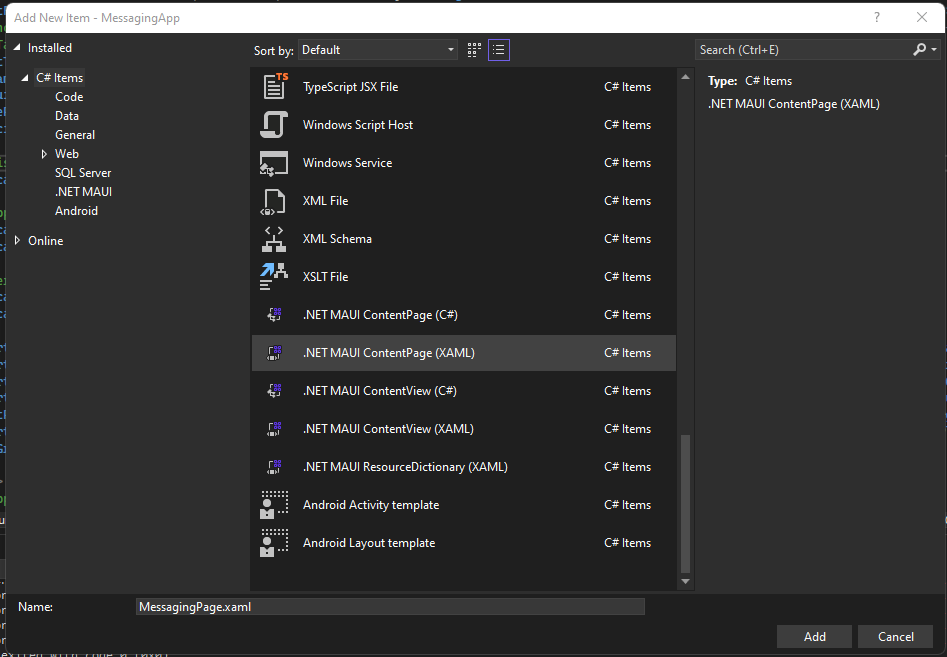 Add New Item - MessagingApp
?
Installed
Sort by: Default
Search (Ctrl+E)
C# Items
Code
Data
General
Web
SQL Server
.NET MAUI
Android
Online
TS
TypeScript JSX File C# Items
Windows Script Host C# Items
Windows Service C# Items
XML File C# Items
XML Schema C# Items
XSLT File C# Items
.NET MAUI ContentPage (C#) C# Items
.NET MAUI ContentPage (XAML) C# Items
.NET MAUI ContentView (C#) C# Items
.NET MAUI ContentView (XAML) C# Items
.NET MAUI ResourceDictionary (XAML) C# Items
Android Activity template C# Items
Android Layout template C# Items
Type: C# Items
.NET MAUI ContentPage (XAML)
Name: MessagingPage.xaml
Add Cancel